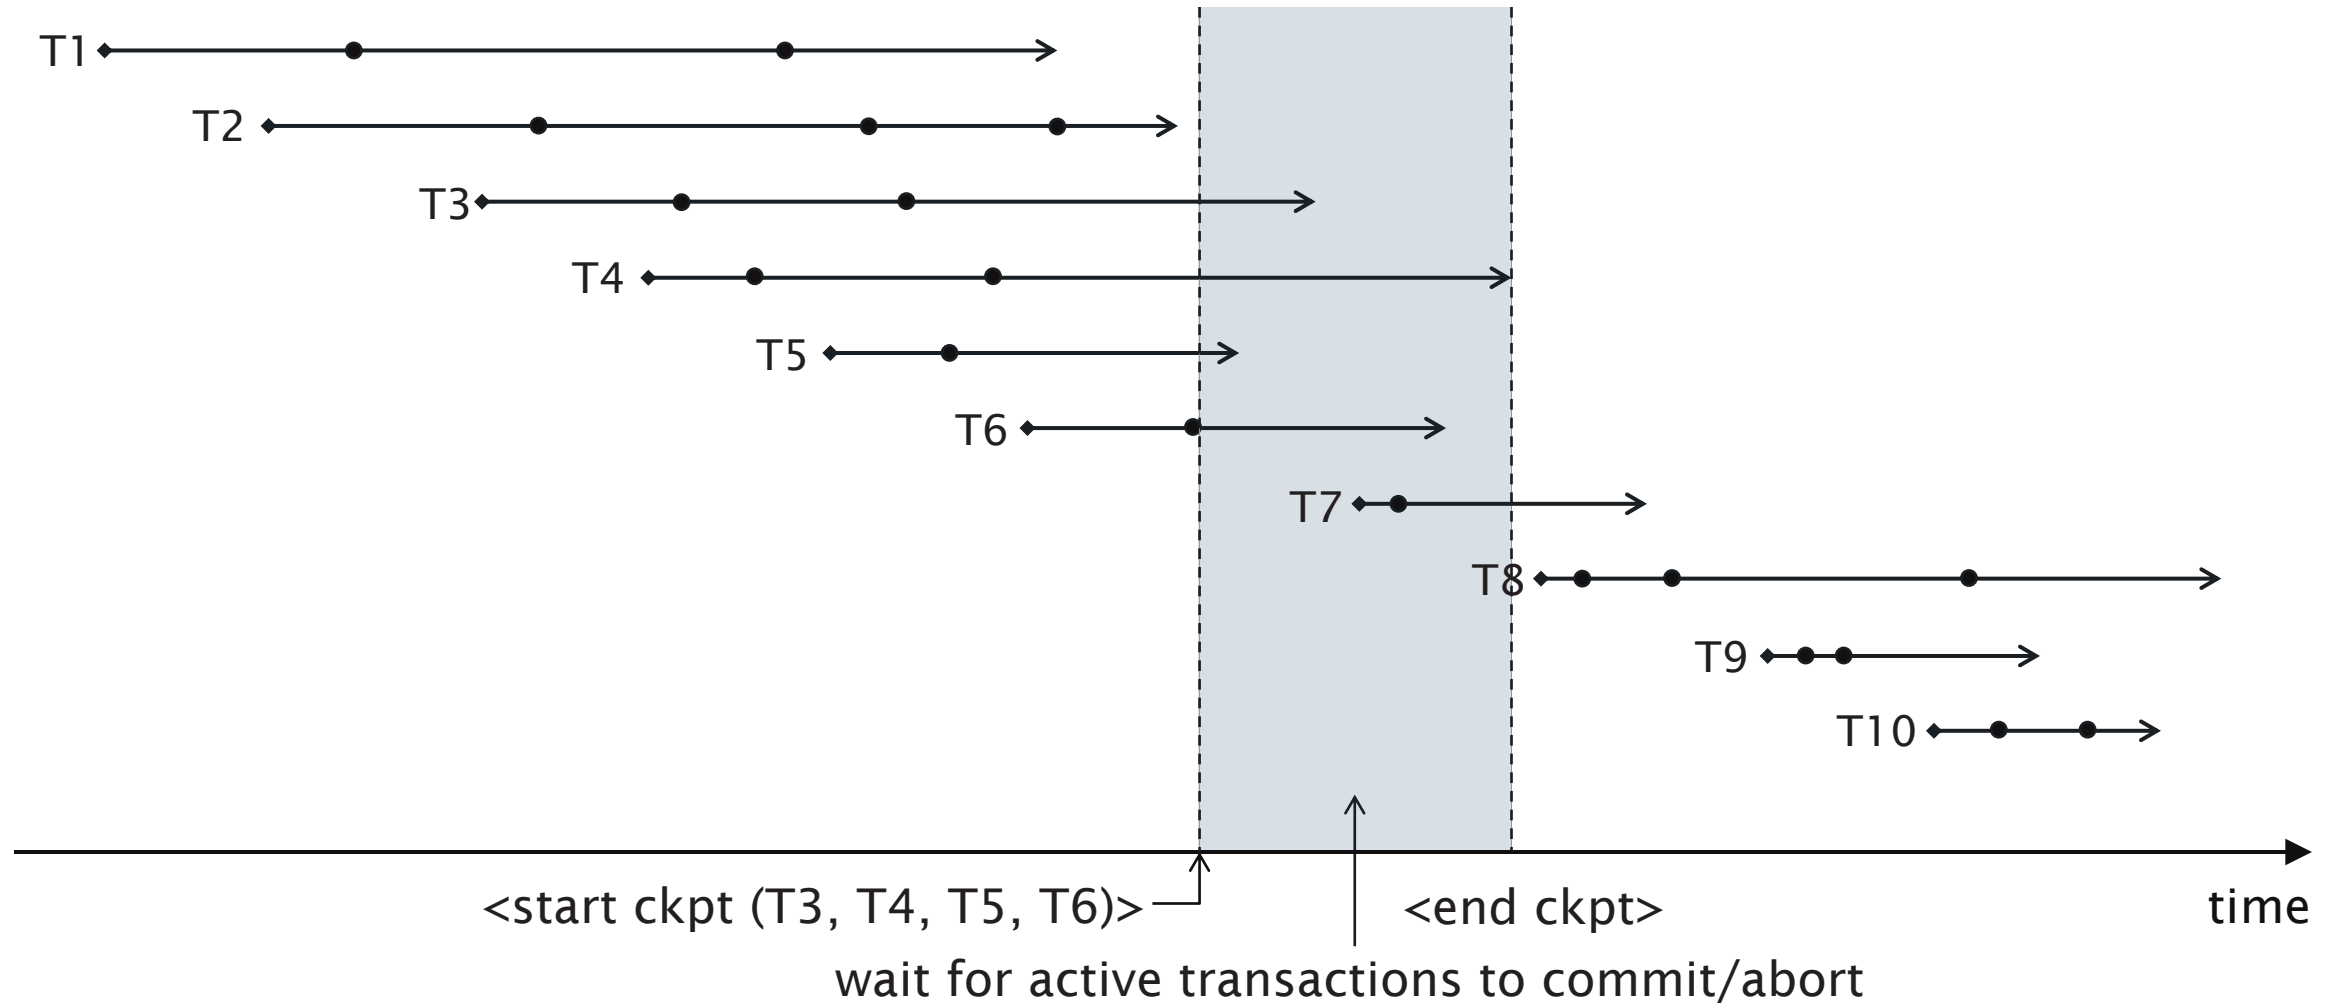 T1
T2
T3
T4
T5
T6
T7
T8
T9
T10
<start ckpt (T3, T4, T5, T6)>
<end ckpt>
time
wait for active transactions to commit/abort